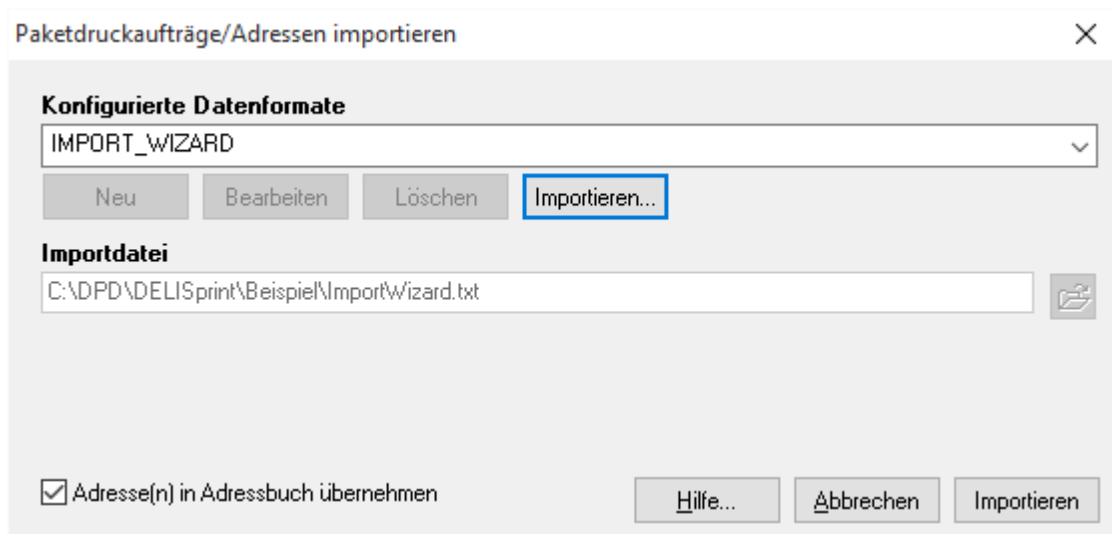 Paketdruckaufträge/Adressen importieren
Konfigurierte Datenformate
IMPORT_WIZARD
Neu Bearbeiten Löschen Importieren...
Importdatei
C:\DPD\DELISprint\Beispiel\ImportWizard.txt
Adresse(n) in Adressbuch übernehmen Hilfe... Abbrechen Importieren